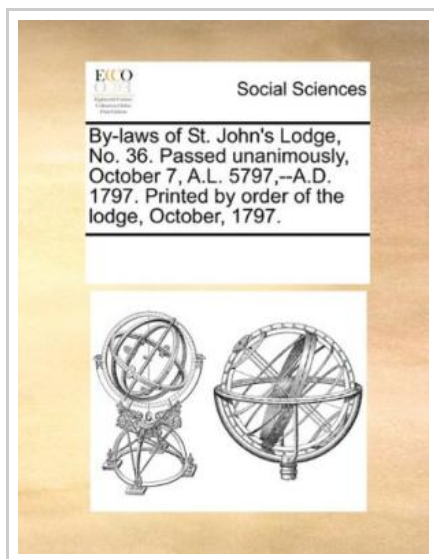 ECCO
Social Sciences
By-laws of St. John's Lodge,
No. 36. Passed unanimously,
October 7, A.L. 5797,--A.D.
1797. Printed by order of the
lodge, October, 1797.